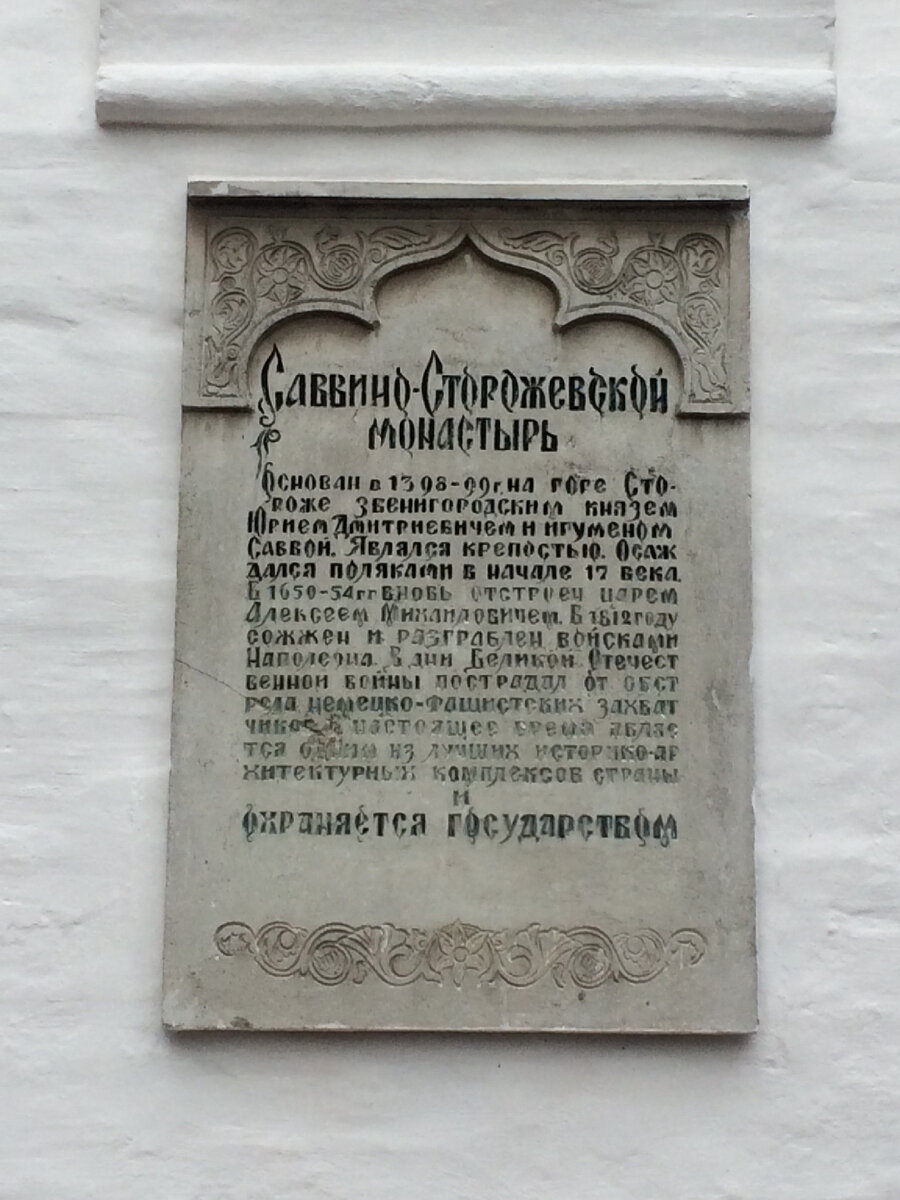 Саввино-Сторожевской
монастырь
Основан в 1398-99г. на горе Сто-
роже звенигородским князем
Юрием Дмитриевичем и игуменом
Саввой. Являлся крепостью. Осаж
дался поляками в начале 17 века.
В 1650-54гг вновь отстроен царем
Алексеем Михайловичем. В 1812 году
сожжен и разграблен войсками
Наполеона. В дни Великой Отечест
венной войны пострадал от обст
рела немецко-фашистских захват
чиков. В настоящее время являе
тся одним из лучших историко-ар
хитектурных комплексов страны
и
охраняется государством